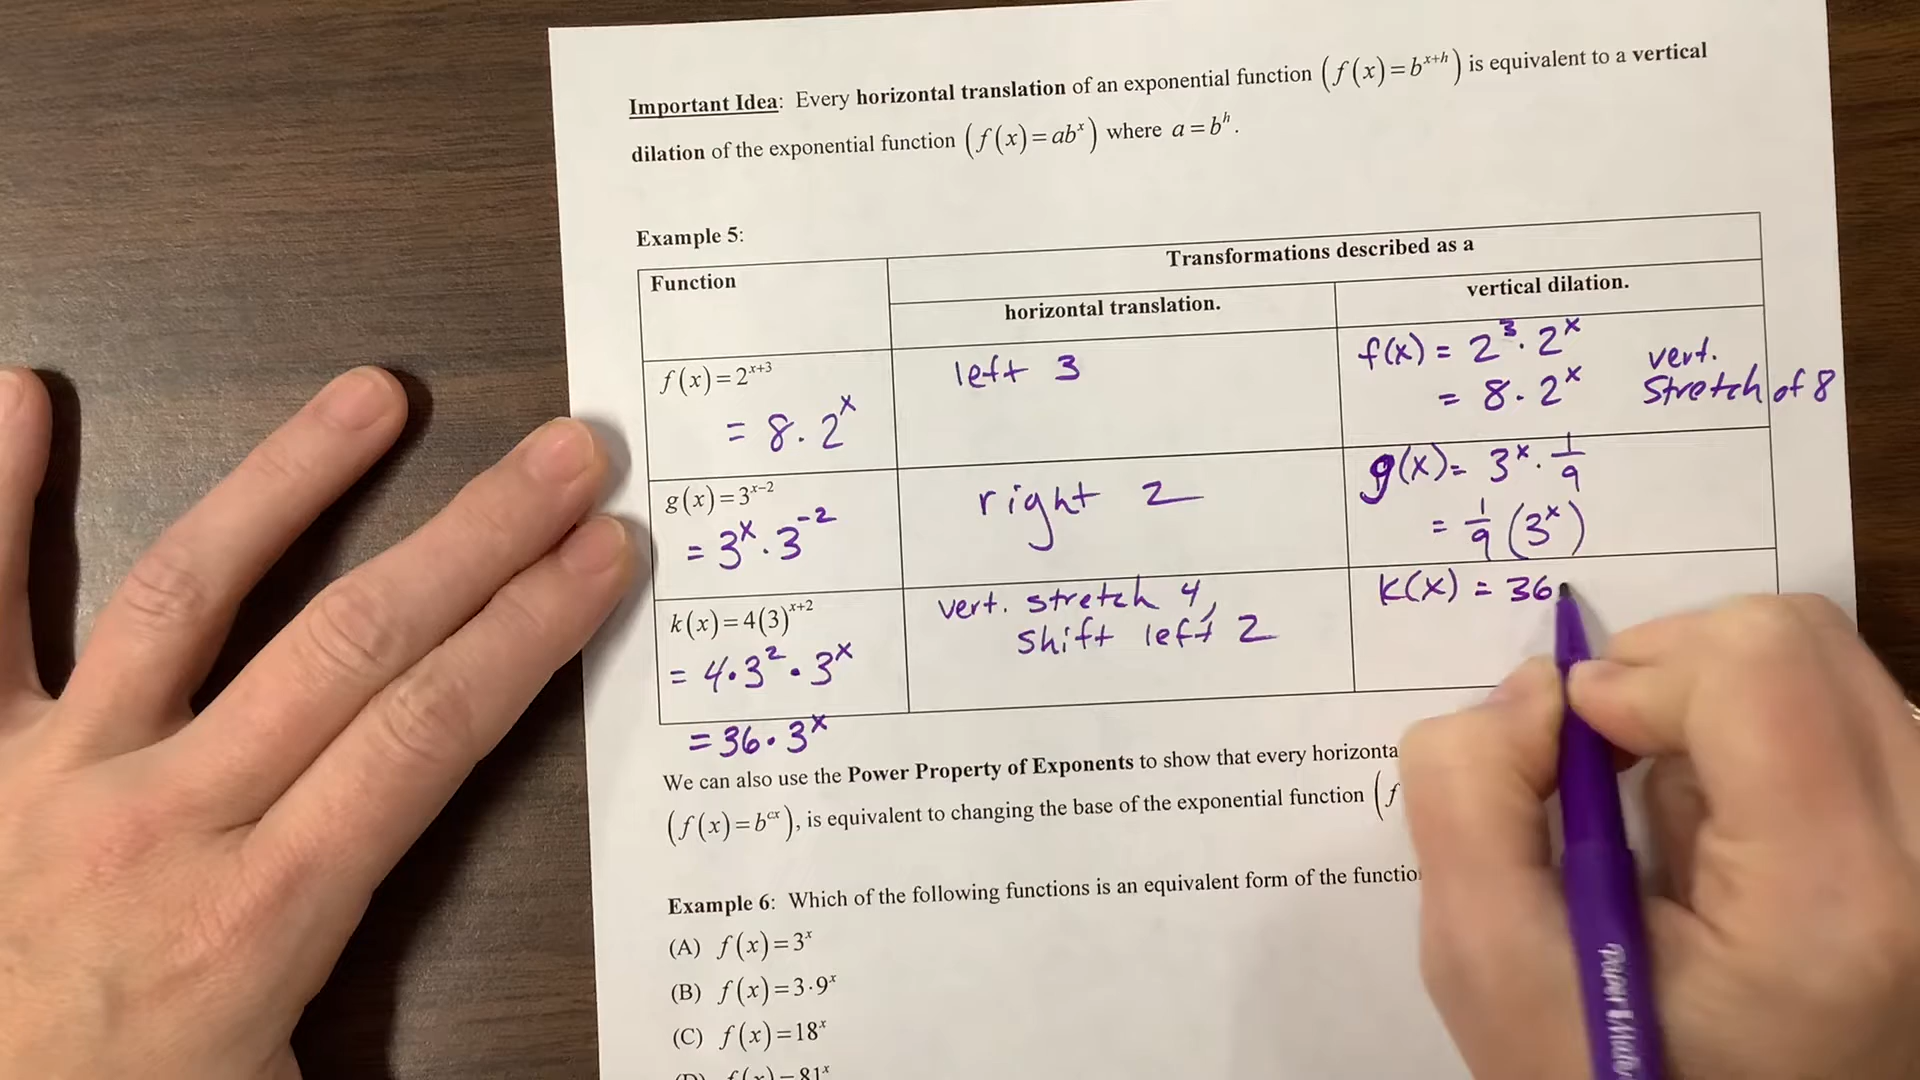 Important Idea: Every horizontal translation of an exponential function (f(x)=b^{x+h}) is equivalent to a vertical
dilation of the exponential function (f(x)=ab^x) where a=b^h.
Example 5:
Function
Transformations described as a
horizontal translation.
vertical dilation.
f(x)=2^{x+3}
= 8·2^x
left 3
f(x) = 2^3·2^x
= 8·2^x
vert.
Stretch of 8
g(x)=3^{x-2}
= 3^x·3^{-2}
right 2
g(x)= 3^x·1/9
= 1/9 (3^x)
k(x)=4(3)^{x+2}
= 4·3^2·3^x
= 36·3^x
vert. stretch 4,
shift left 2
k(x) = 36
We can also use the Power Property of Exponents to show that every horizonta
(f(x)=b^{cx}), is equivalent to changing the base of the exponential function (f
Example 6: Which of the following functions is an equivalent form of the functio
(A) f(x)=3^x
(B) f(x)=3·9^x
(C) f(x)=18^x
(D) f(x)=81^x
Paper Mate